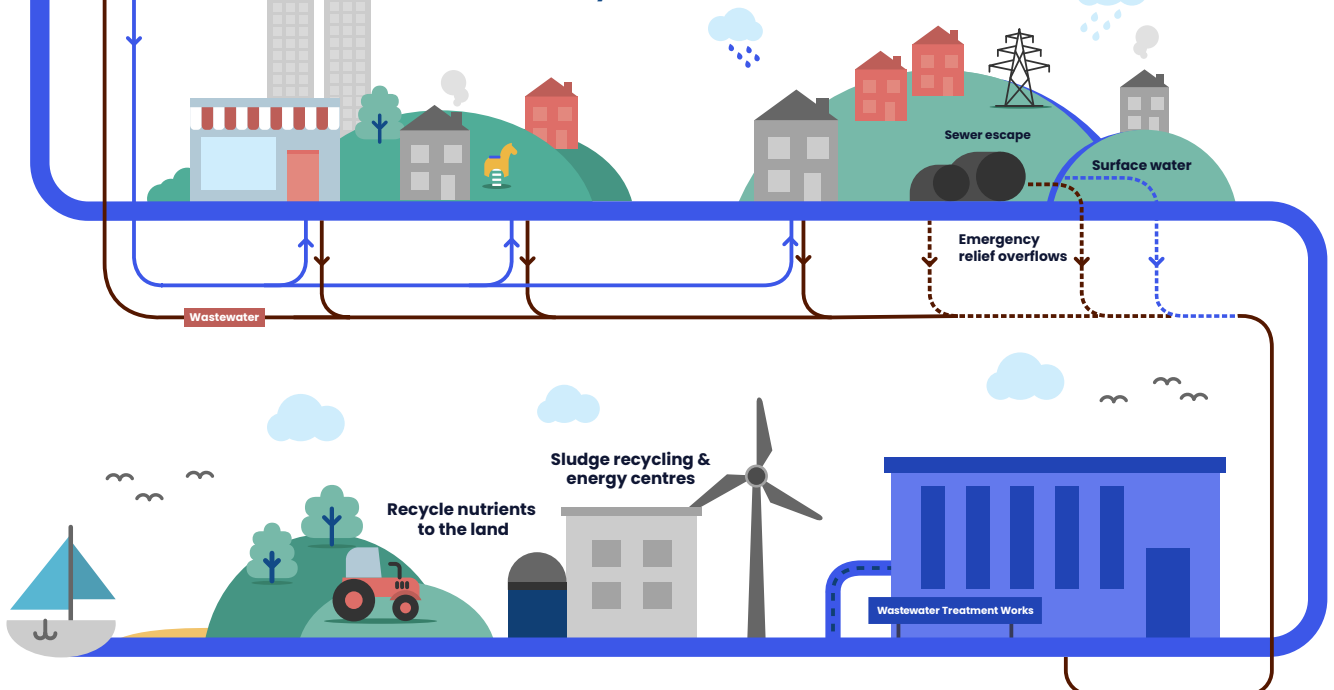 Sewer escape
Surface water
Emergency
relief overflows
Wastewater
Sludge recycling &
energy centres
Recycle nutrients
to the land
Wastewater Treatment Works